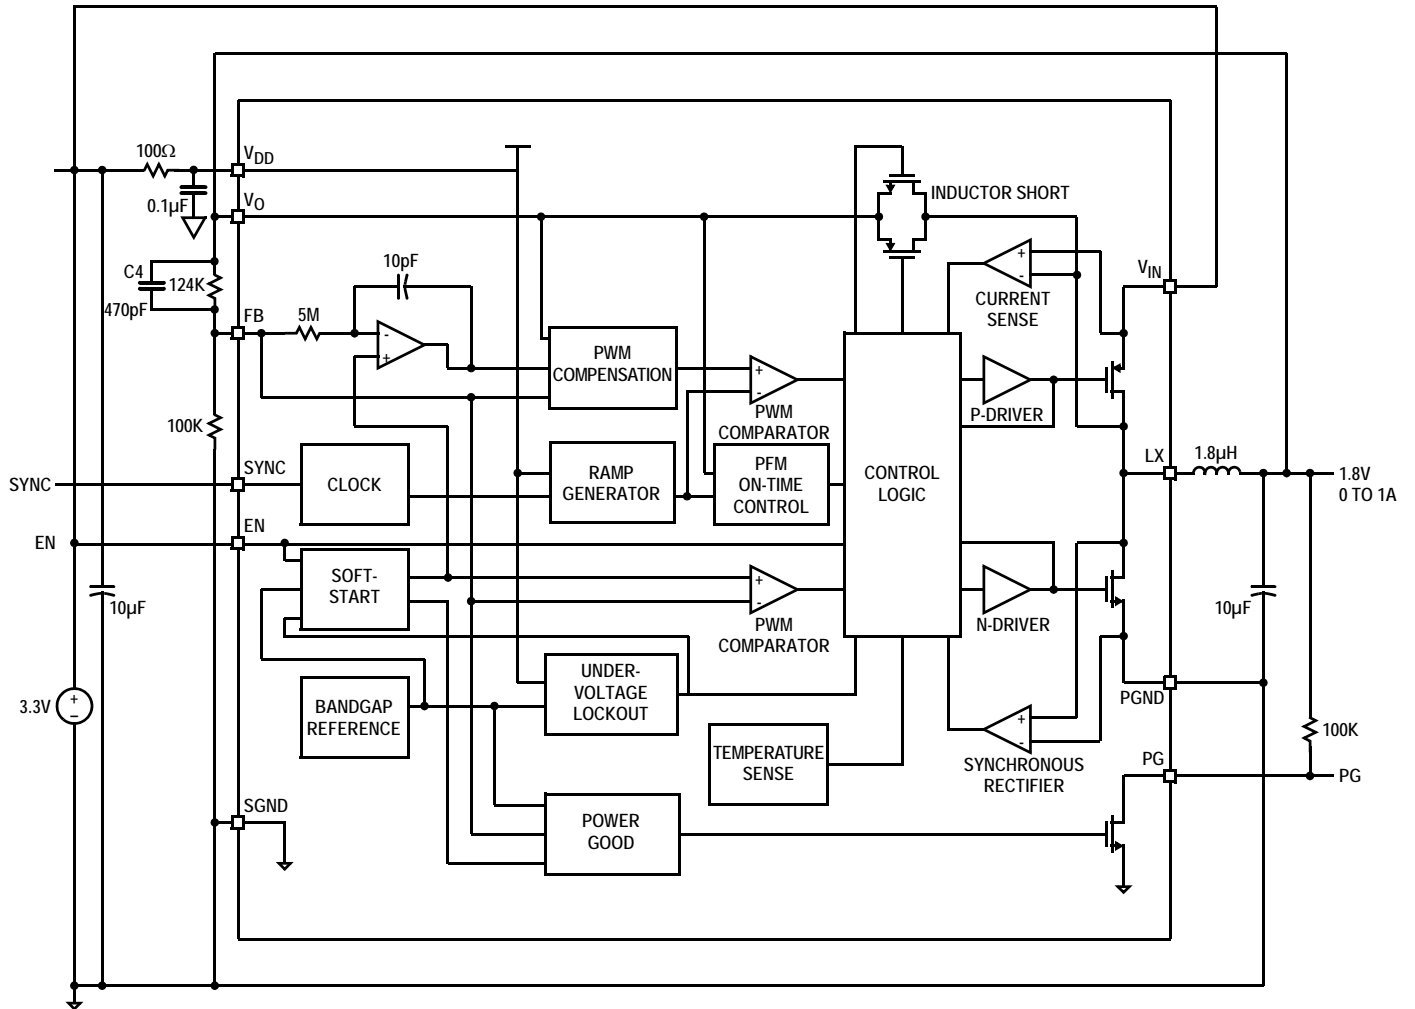 100Ω
VDD
0.1µF
VO
INDUCTOR SHORT
10pF
C4
124K
470pF
FB
5M
-
+
PWM
COMPENSATION
+
-
PWM
COMPARATOR
+
-
CURRENT
SENSE
VIN
P-DRIVER
100K
SYNC
SYNC
CLOCK
RAMP
GENERATOR
PFM
ON-TIME
CONTROL
CONTROL
LOGIC
LX
1.8µH
1.8V
0 TO 1A
EN
EN
SOFT-
START
+
-
PWM
COMPARATOR
N-DRIVER
10µF
10µF
3.3V
+
–
BANDGAP
REFERENCE
UNDER-
VOLTAGE
LOCKOUT
TEMPERATURE
SENSE
+
-
SYNCHRONOUS
RECTIFIER
PGND
100K
PG
PG
SGND
POWER
GOOD